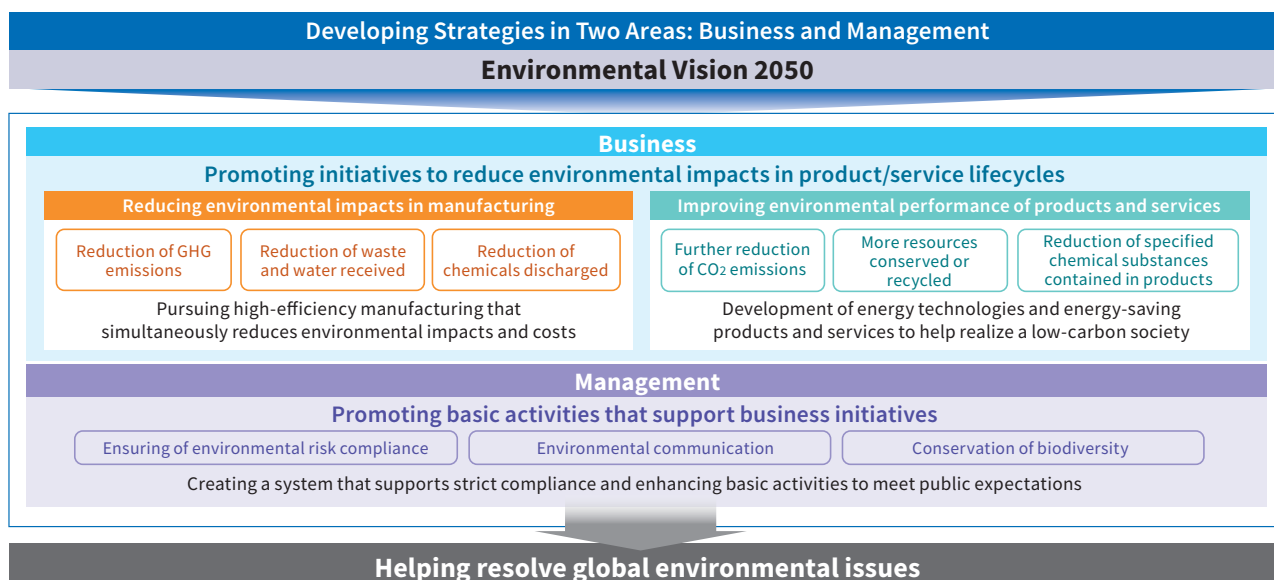 Developing Strategies in Two Areas: Business and Management
Environmental Vision 2050
Business
Promoting initiatives to reduce environmental impacts in product/service lifecycles
Reducing environmental impacts in manufacturing
Reduction of GHG
emissions
Reduction of waste
and water received
Reduction of
chemicals discharged
Pursuing high-efficiency manufacturing that
simultaneously reduces environmental impacts and costs
Improving environmental performance of products and services
Further reduction
of CO2 emissions
More resources
conserved or
recycled
Reduction of specified
chemical substances
contained in products
Development of energy technologies and energy-saving
products and services to help realize a low-carbon society
Management
Promoting basic activities that support business initiatives
Ensuring of environmental risk compliance
Environmental communication
Conservation of biodiversity
Creating a system that supports strict compliance and enhancing basic activities to meet public expectations
Helping resolve global environmental issues